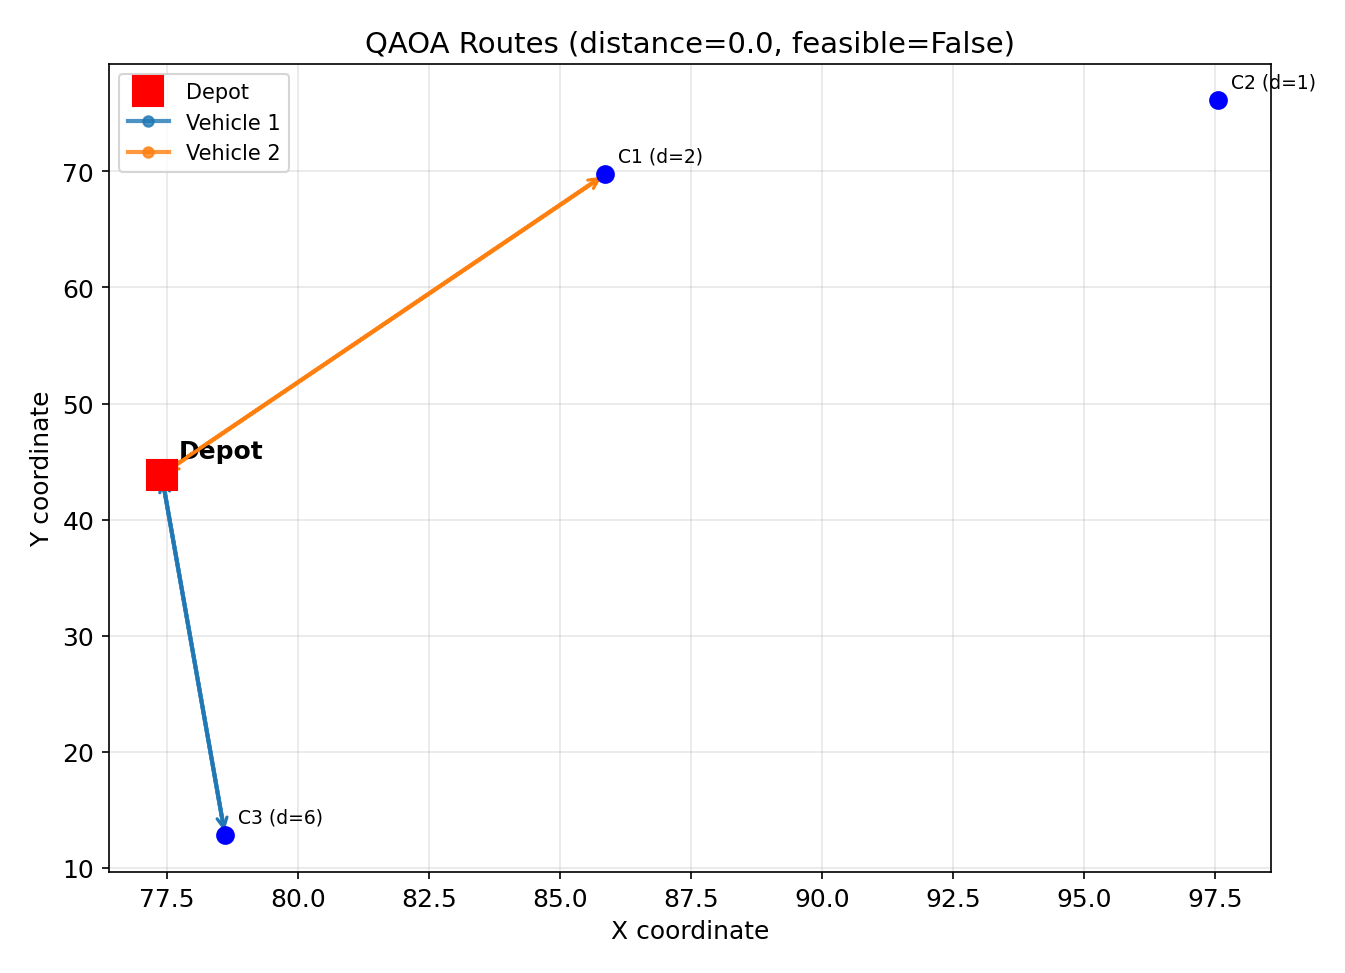 QAOA Routes (distance=0.0, feasible=False)
Depot
Vehicle 1
Vehicle 2
C2 (d=1)
C1 (d=2)
Depot
C3 (d=6)
Y coordinate
70
60
50
40
30
20
10
77.5 80.0 82.5 85.0 87.5 90.0 92.5 95.0 97.5
X coordinate